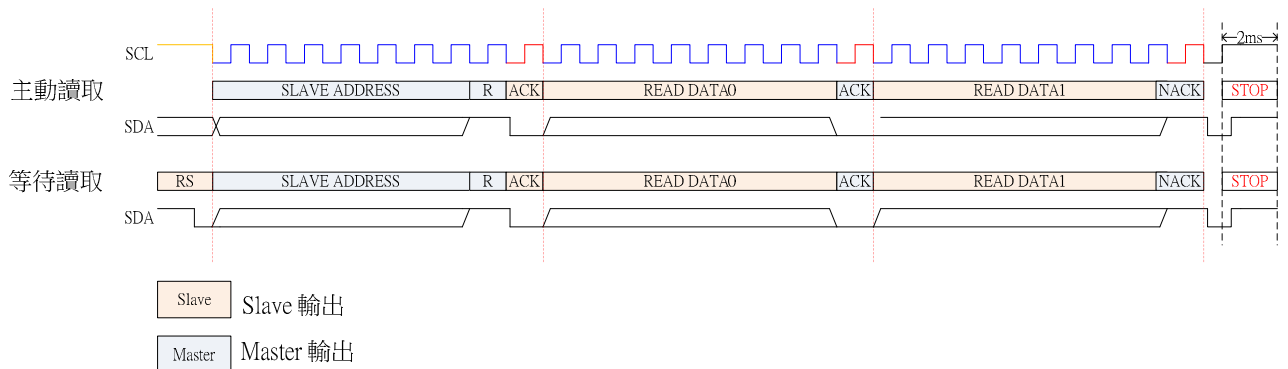 SCL
2ms
主動讀取
SLAVE ADDRESS R ACK READ DATA0 ACK READ DATA1 NACK STOP
SDA
等待讀取
RS SLAVE ADDRESS R ACK READ DATA0 ACK READ DATA1 NACK STOP
SDA
Slave Slave 輸出
Master Master 輸出